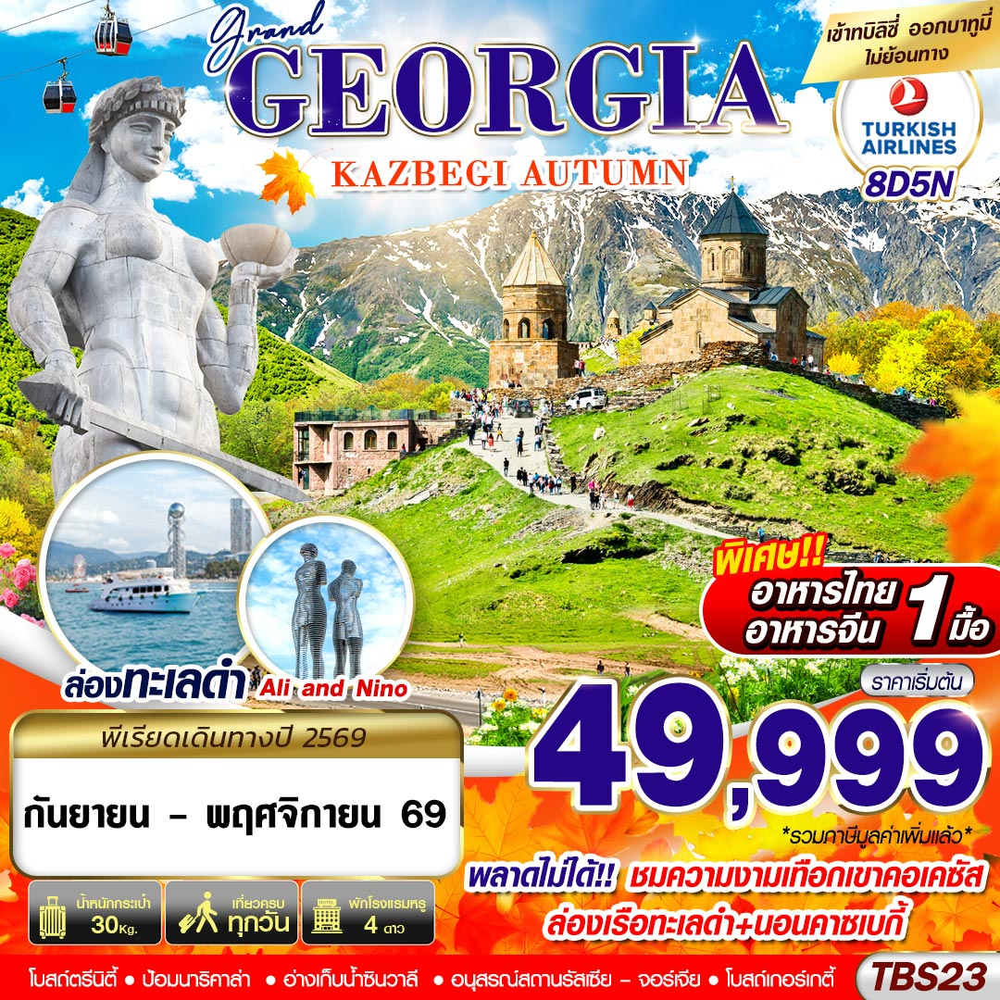 Grand
GEORGIA
KAZBEGI AUTUMN
เข้าทบิลิซี่ ออกบาทูมี่
ไม่ย้อนทาง
TURKISH
AIRLINES
8D5N
พิเศษ!!
อาหารไทย
อาหารจีน
1 มื้อ
ล่องทะเลดำ
Ali and Nino
พีเรียดเดินทางปี 2569
กันยายน - พฤศจิกายน 69
ราคาเริ่มต้น
49,999
*รวมภาษีมูลค่าเพิ่มแล้ว*
พลาดไม่ได้!! ชมความงามเทือกเขาคอเคซัส
ล่องเรือทะเลดำ+นอนคาซเบกี้
น้ำหนักกระเป๋า
30Kg.
เที่ยวครบ
ทุกวัน
HOTEL
พักโรงแรมหรู
4 ดาว
โบสถ์ตรีนิตี้ ● ป้อมนาริคาล่า ● อ่างเก็บน้ำซินวาลี ● อนุสรณ์สถานรัสเซีย – จอร์เจีย ● โบสถ์เกอร์เกตี้
TBS23